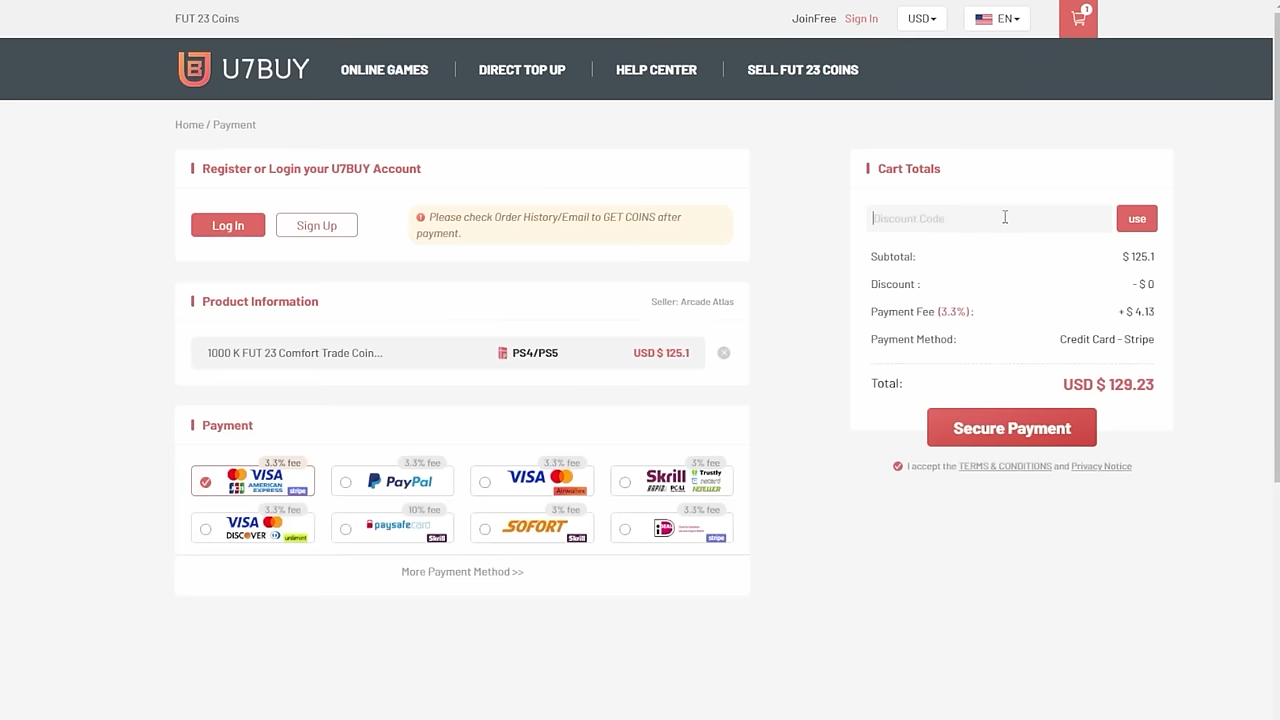 FUT 23 Coins
JoinFree Sign In USD EN 1
U7BUY ONLINE GAMES DIRECT TOP UP HELP CENTER SELL FUT 23 COINS
Home / Payment
Register or Login your U7BUY Account
Log In Sign Up
Please check Order History/Email to GET COINS after
payment.
Product Information Seller: Arcade Atlas
1000 K FUT 23 Comfort Trade Coin... PS4/PS5 USD $ 125.1
Payment
3.3% fee 3.3% fee 3.3% fee 3% fee
VISA AMERICAN EXPRESS stripe
PayPal
VISA Airwallex
Skrill Trustly
3.3% fee 10% fee 3% fee 3.3% fee
VISA DISCOVER unlimint
paysafecard Skrill
SOFORT Skrill
iDEAL stripe
More Payment Method >>
Cart Totals
Discount Code use
Subtotal: $ 125.1
Discount : - $ 0
Payment Fee (3.3%) : + $ 4.13
Payment Method: Credit Card - Stripe
Total: USD $ 129.23
Secure Payment
I accept the TERMS & CONDITIONS and Privacy Notice